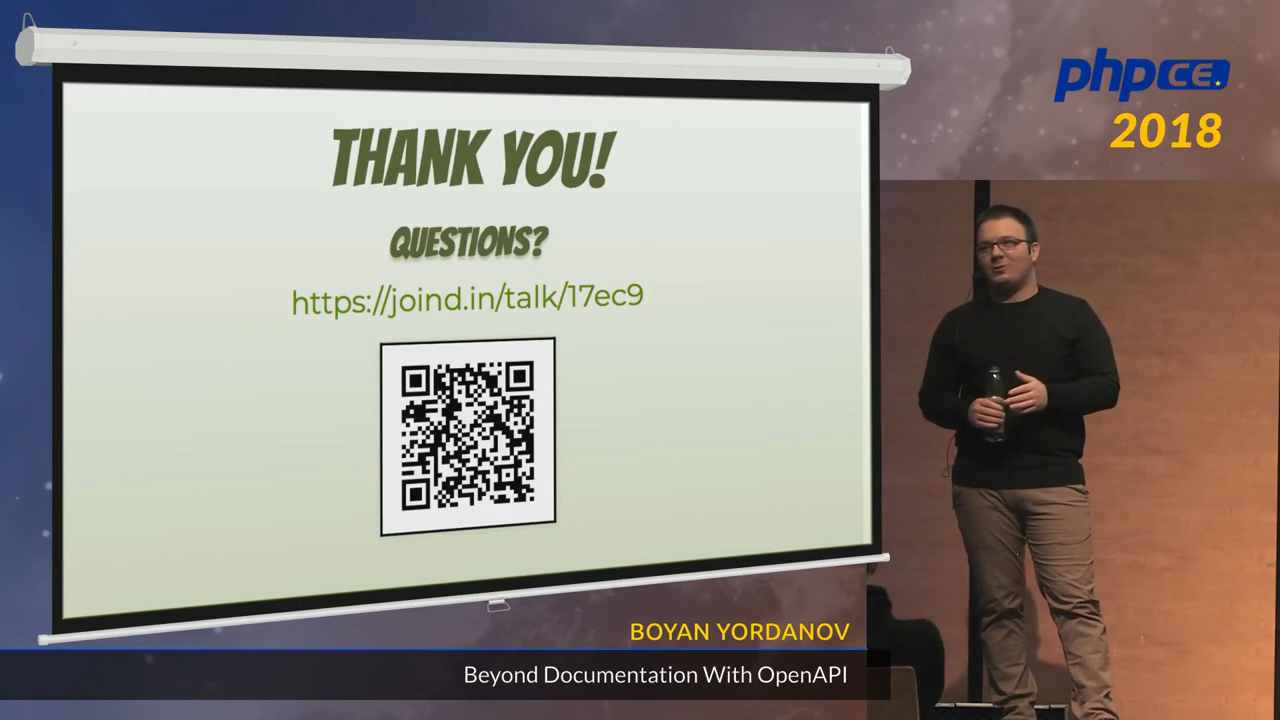 THANK YOU!
QUESTIONS?
https://joind.in/talk/17ec9
phpCE
2018
BOYAN YORDANOV
Beyond Documentation With OpenAPI